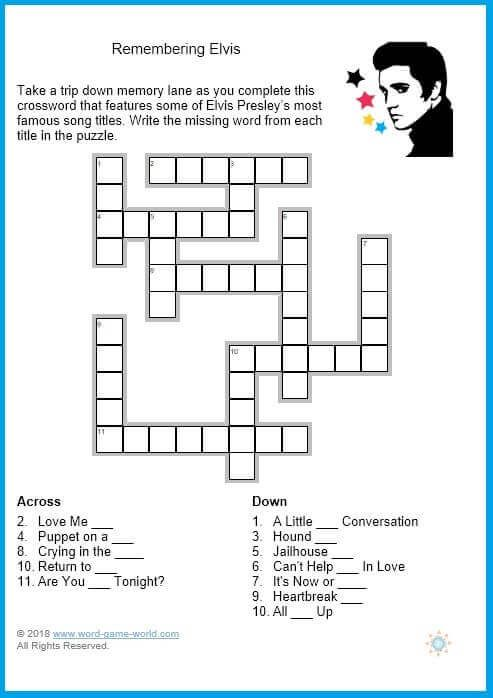 Remembering Elvis
Take a trip down memory lane as you complete this
crossword that features some of Elvis Presley's most
famous song titles. Write the missing word from each
title in the puzzle.
1
2
3
4
5
6
7
8
9
10
11
Across
2. Love Me ___
4. Puppet on a ___
8. Crying in the ____
10. Return to ___
11. Are You ___ Tonight?
Down
1. A Little ___ Conversation
3. Hound ___
5. Jailhouse ___
6. Can't Help ___ In Love
7. It's Now or ____
9. Heartbreak ___
10. All ___ Up
© 2018 www.word-game-world.com
All Rights Reserved.